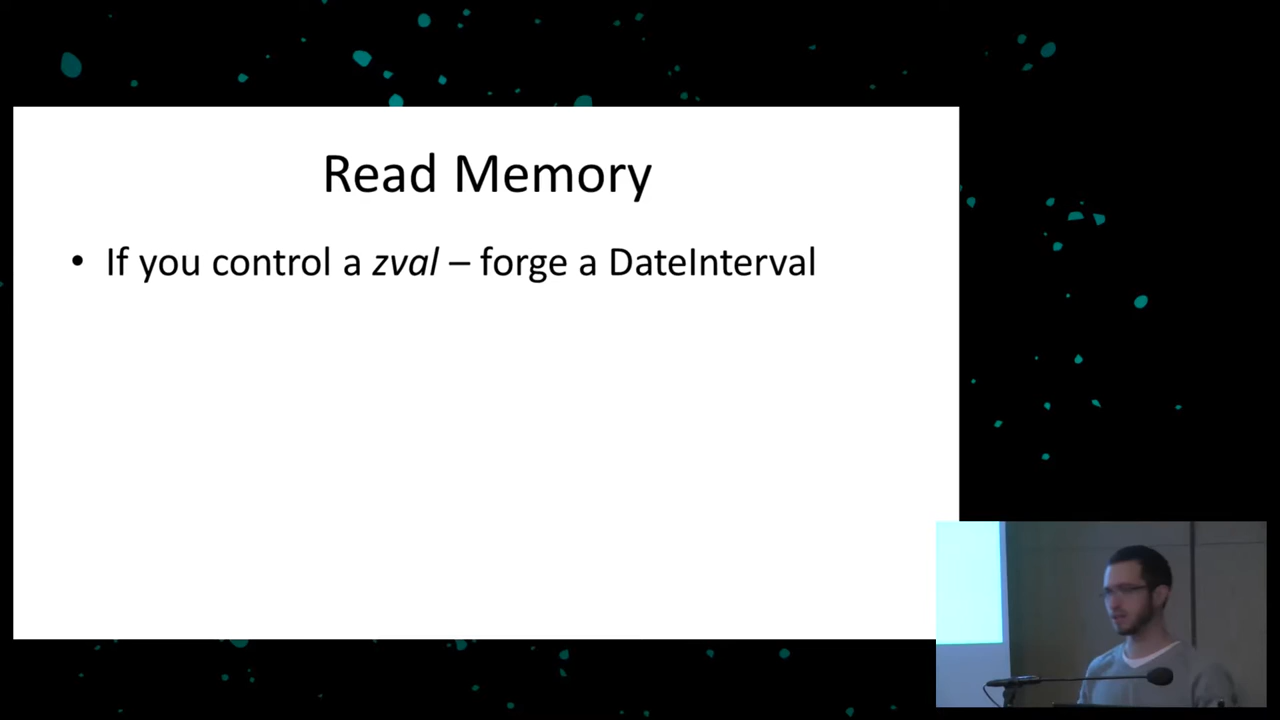 Read Memory
• If you control a zval – forge a DateInterval